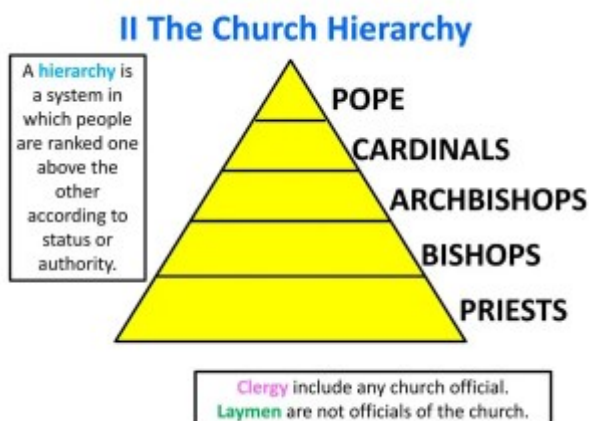 II The Church Hierarchy
A hierarchy is
a system in
which people
are ranked one
above the
other
according to
status or
authority.
POPE
CARDINALS
ARCHBISHOPS
BISHOPS
PRIESTS
Clergy include any church official.
Laymen are not officials of the church.